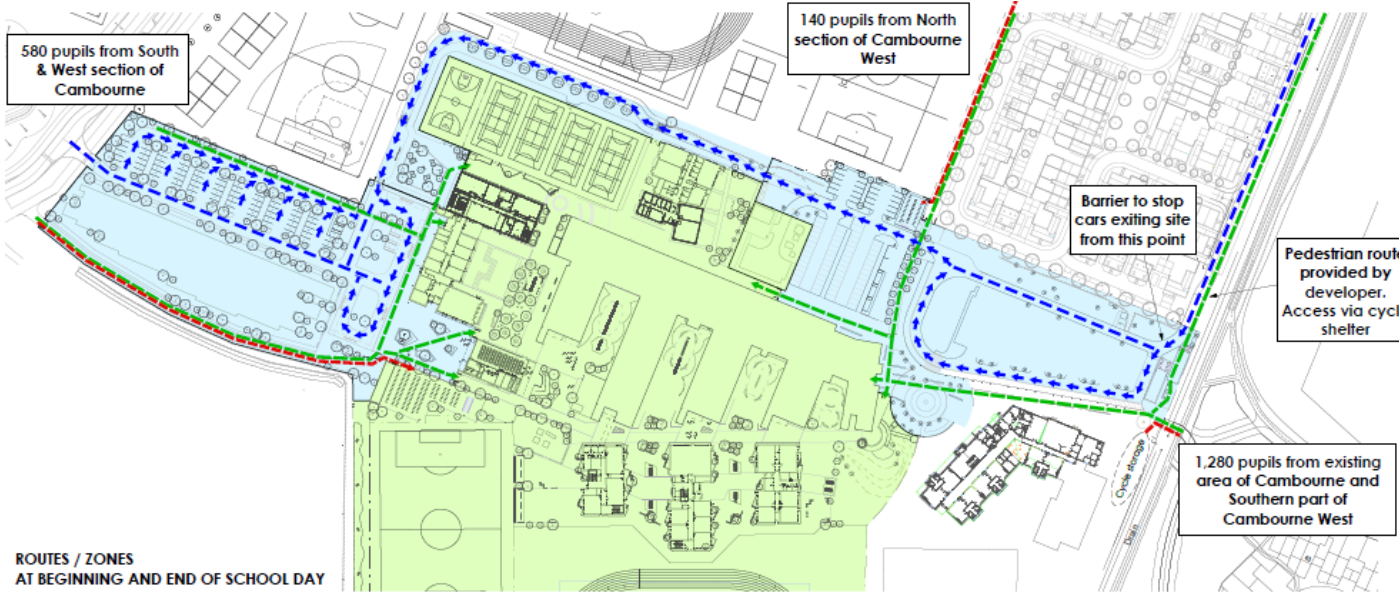 580 pupils from South
& West section of
Cambourne
140 pupils from North
section of Cambourne
West
Barrier to stop
cars exiting site
from this point
Pedestrian route
provided by
developer.
Access via cycl
shelter
Cycle storage
Drain
1,280 pupils from existing
area of Cambourne and
Southern part of
Cambourne West
ROUTES / ZONES
AT BEGINNING AND END OF SCHOOL DAY